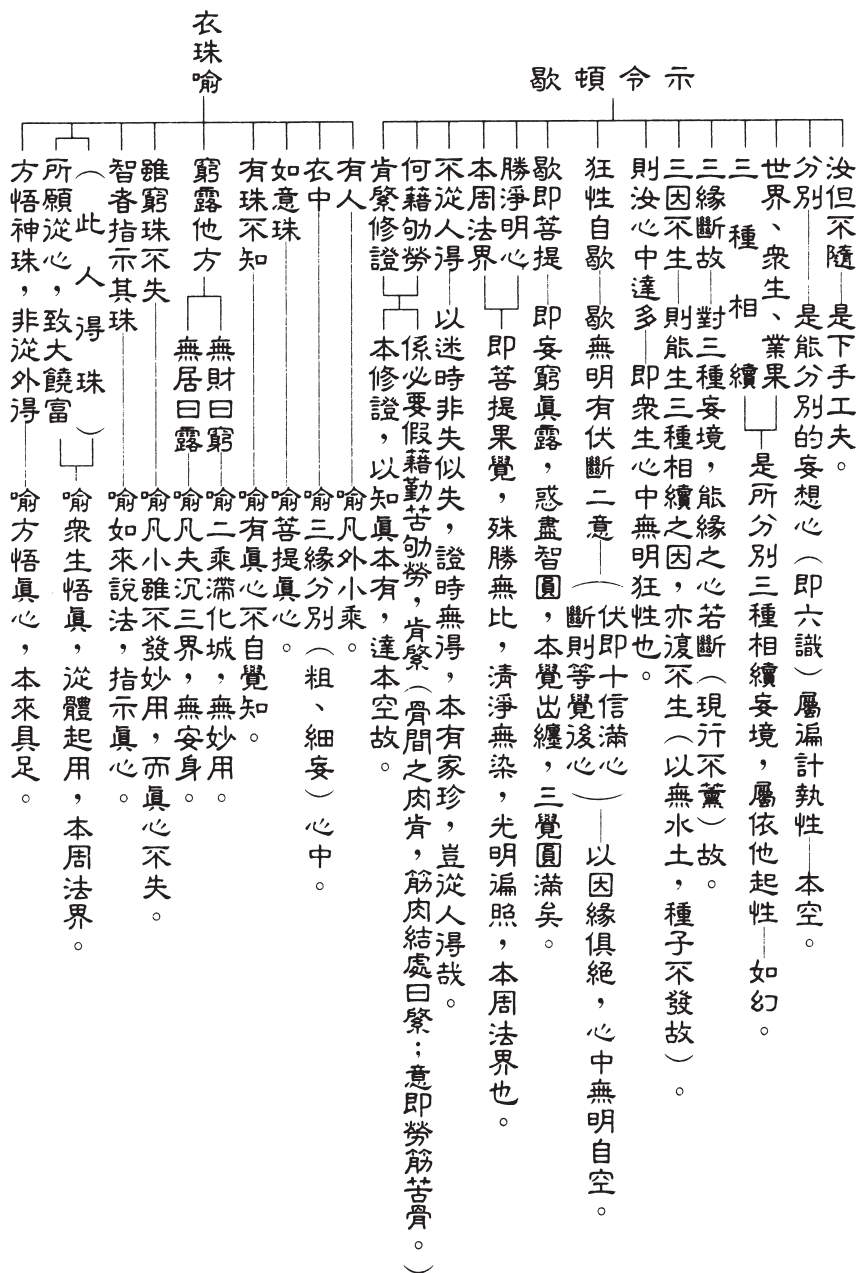 示令頓歇
汝但不隨—是下手工夫。
分別—是能分別的妄想心（即六識）屬遍計執性—本空。
世界、衆生、業果
三種相續
是所分別三種相續妄境，屬依他起性—如幻。
三緣斷故—對三種妄境，能緣之心若斷（現行不薰）故。
三因不生—則能生三種相續之因，亦復不生（以無水土，種子不發故）。
則汝心中達多—即衆生心中無明狂性也。
狂性自歇—歇無明有伏斷二意—（伏即十信滿心
斷則等覺後心）—以因緣俱絕，心中無明自空。
歇即菩提—即妄窮眞露，惑盡智圓，本覺出纏，三覺圓滿矣。
勝淨明心
本周法界
即菩提果覺，殊勝無比，清淨無染，光明遍照，本周法界也。
不從人得—以迷時非失似失，證時無得，本有家珍，豈從人得哉。
何藉劬勞
肯綮修證
係必要假藉勤苦劬勞，肯綮（骨間之肉肯，筋肉結處曰綮；意即勞筋苦骨。）
本修證，以知眞本有，達本空故。
衣珠喻
有人—喻凡外小乘。
衣中—喻三緣分別（粗、細妄）心中。
如意珠—喻菩提眞心。
有珠不知—喻有眞心不自覺知。
窮露他方
無財曰窮—喻二乘滯化城，無妙用。
無居曰露—喻凡夫沉三界，無安身。
雖窮珠不失—喻凡小雖不發妙用，而眞心不失。
智者指示其珠—喻如來說法，指示眞心。
（此人得珠）
所願從心，致大饒富
喻衆生悟眞，從體起用，本周法界。
方悟神珠，非從外得—喻方悟眞心，本來具足。